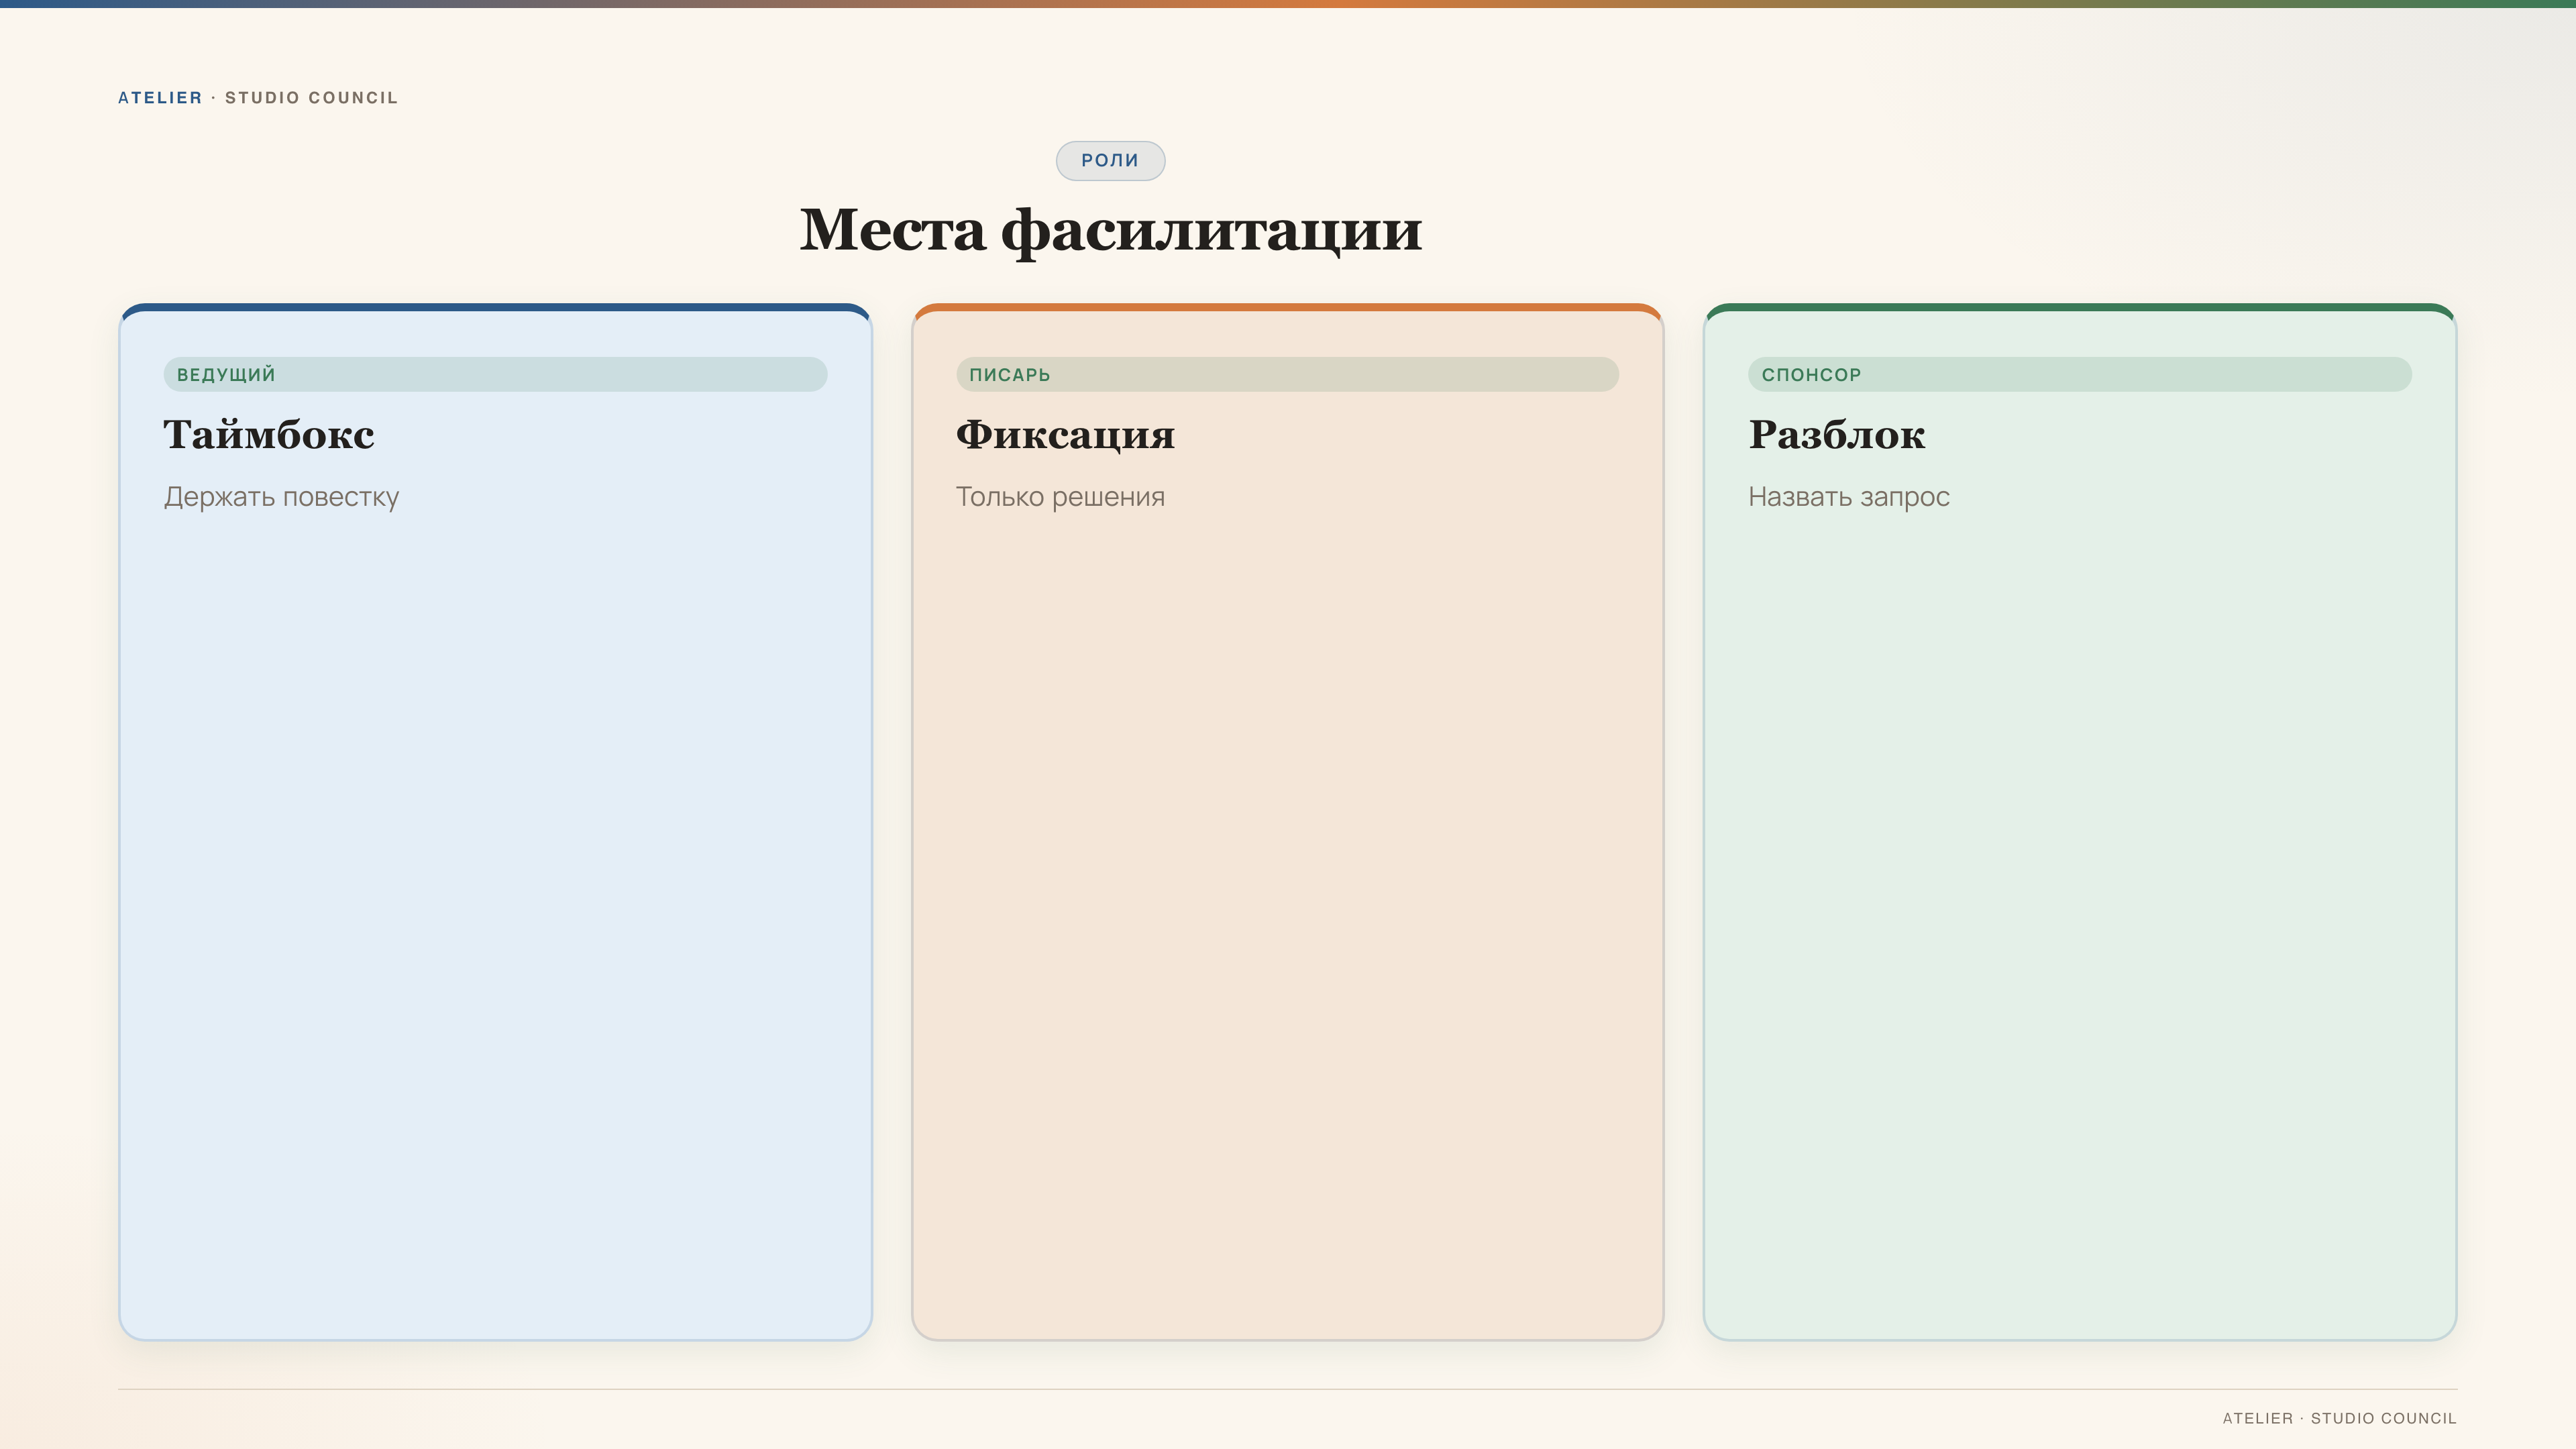 ATELIER · STUDIO COUNCIL
РОЛИ
Места фасилитации
ВЕДУЩИЙ
Таймбокс
Держать повестку
ПИСАРЬ
Фиксация
Только решения
СПОНСОР
Разблок
Назвать запрос
ATELIER · STUDIO COUNCIL